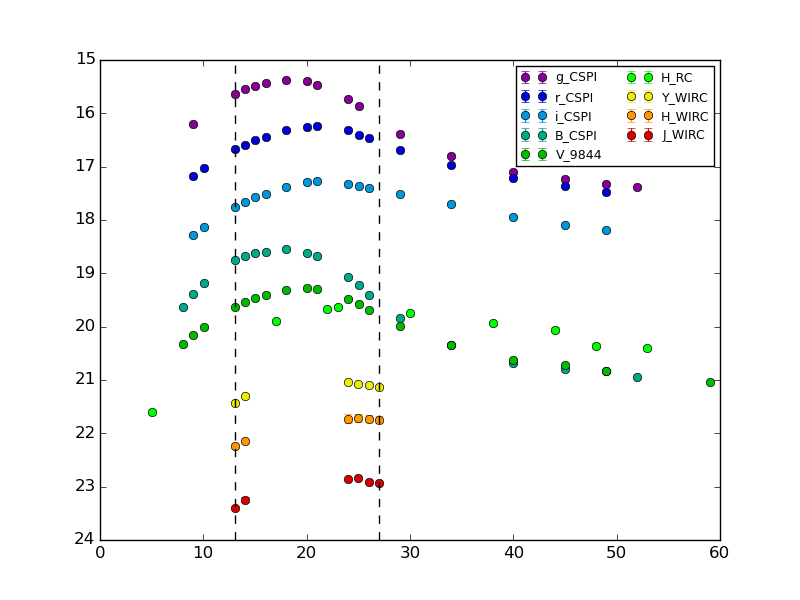 15
16
17
18
19
20
21
22
23
24
0 10 20 30 40 50 60
g_CSPI H_RC
r_CSPI Y_WIRC
i_CSPI H_WIRC
B_CSPI J_WIRC
V_9844